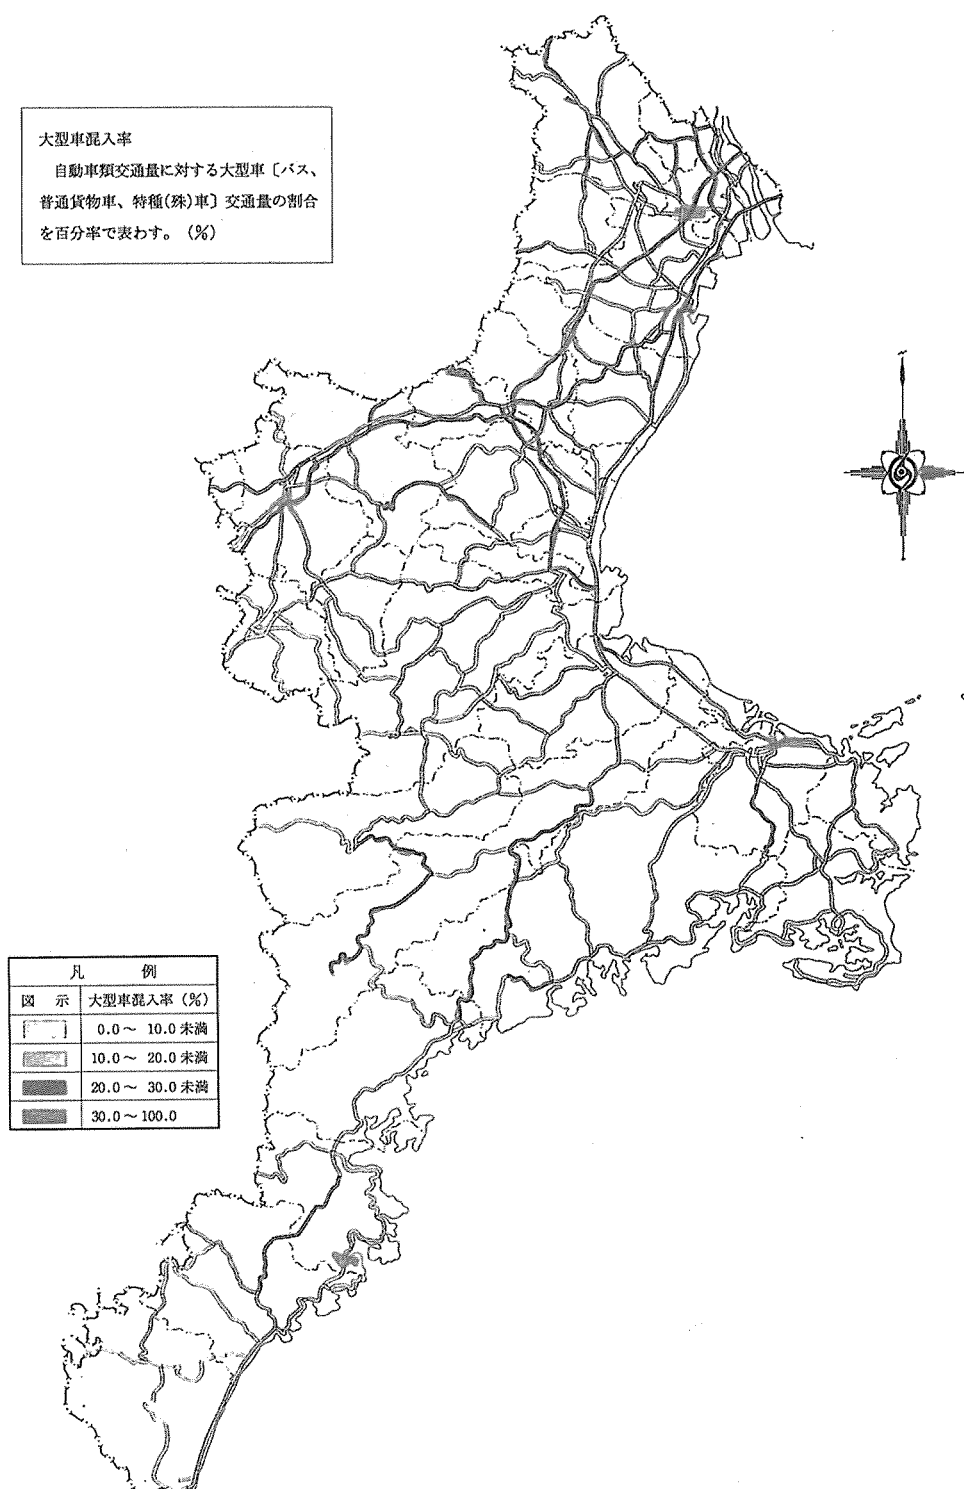 大型車混入率
自動車類交通量に対する大型車〔バス、
普通貨物車、特種(殊)車〕交通量の割合
を百分率で表わす。(%)
凡 例
図 示 大型車混入率(%)
0.0~ 10.0未満
10.0~ 20.0未満
20.0~ 30.0未満
30.0~100.0